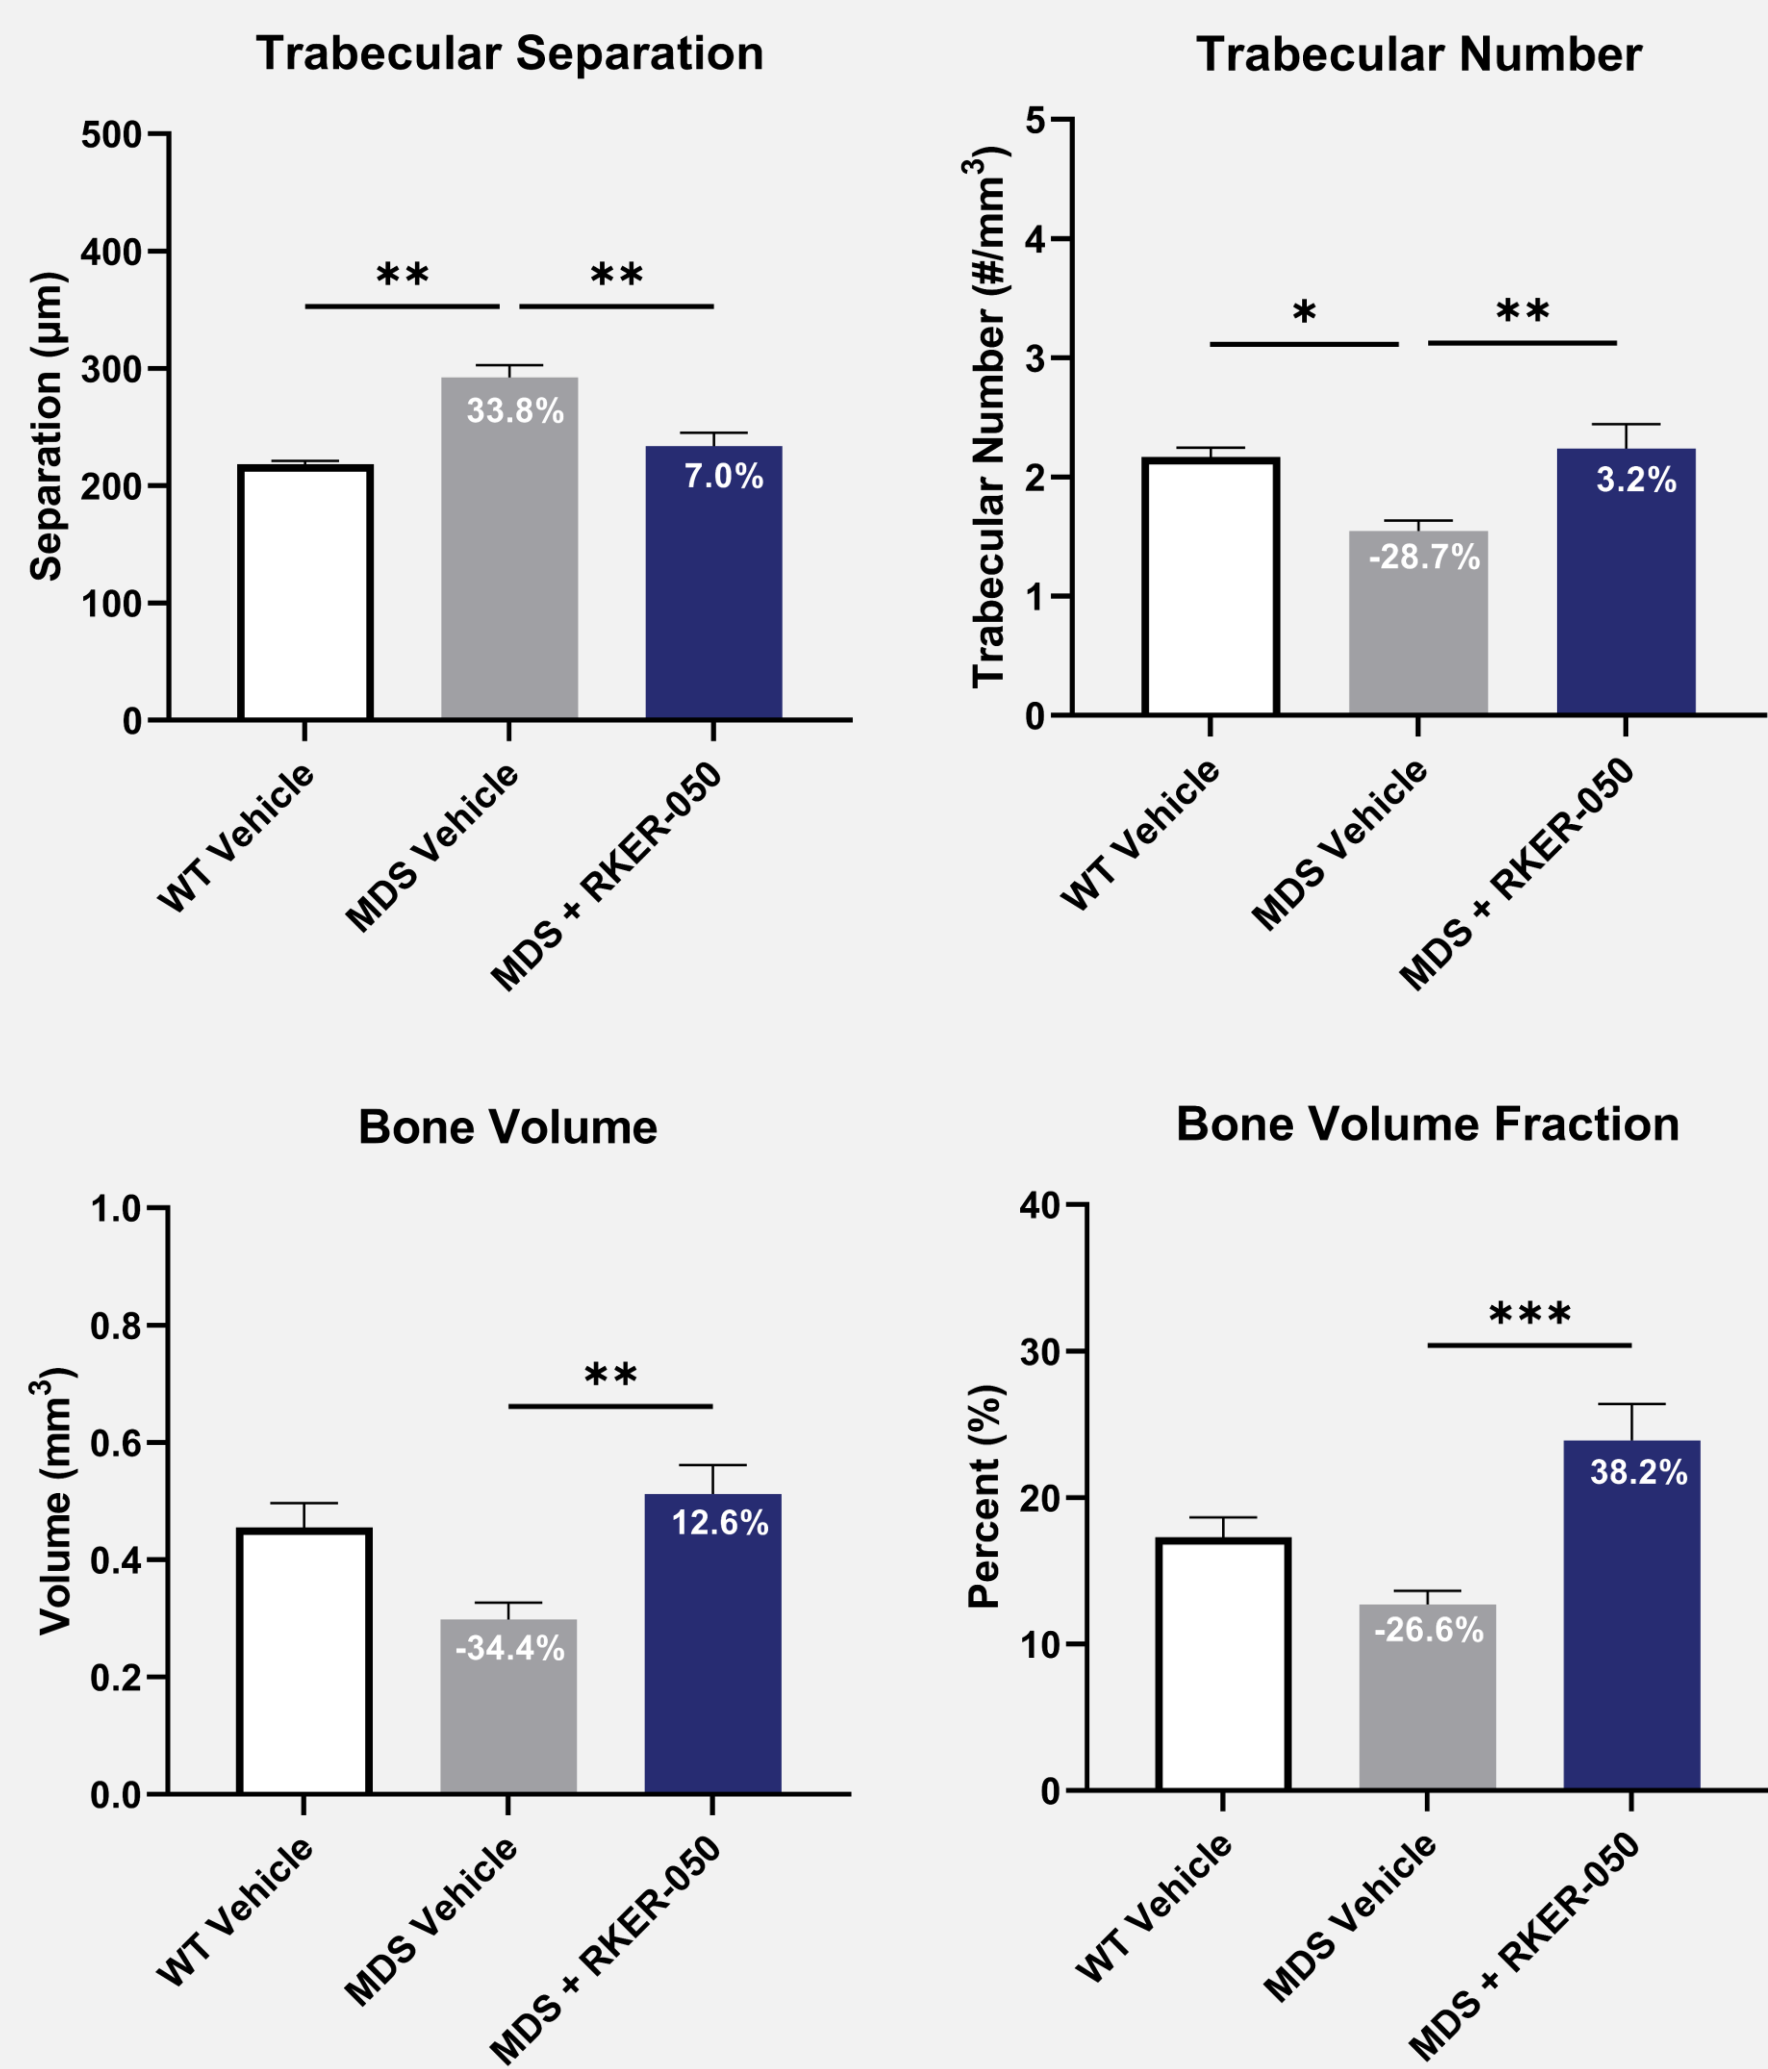 Trabecular Separation
Separation (µm)
500
400
300
200
100
0
** **
33.8%
7.0%
WT Vehicle
MDS Vehicle
MDS + RKER-050
Trabecular Number
Trabecular Number (#/mm³)
5
4
3
2
1
0
* **
-28.7%
3.2%
WT Vehicle
MDS Vehicle
MDS + RKER-050
Bone Volume
Volume (mm³)
1.0
0.8
0.6
0.4
0.2
0.0
**
-34.4%
12.6%
WT Vehicle
MDS Vehicle
MDS + RKER-050
Bone Volume Fraction
Percent (%)
40
30
20
10
0
***
-26.6%
38.2%
WT Vehicle
MDS Vehicle
MDS + RKER-050